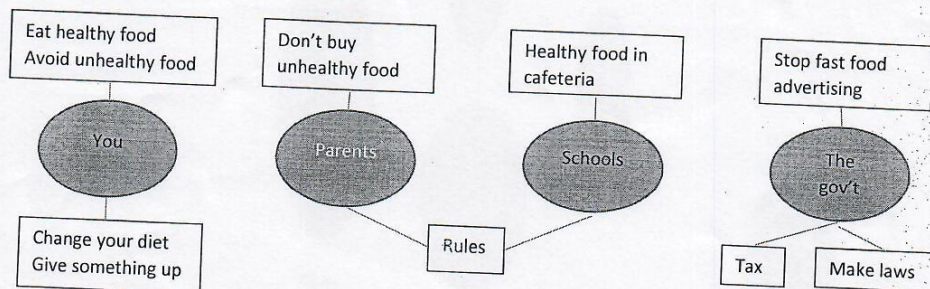 Eat healthy food
Avoid unhealthy food
Don't buy
unhealthy food
Healthy food in
cafeteria
Stop fast food
advertising
You
Parents
Schools
The
gov't
Change your diet
Give something up
Rules
Tax
Make laws